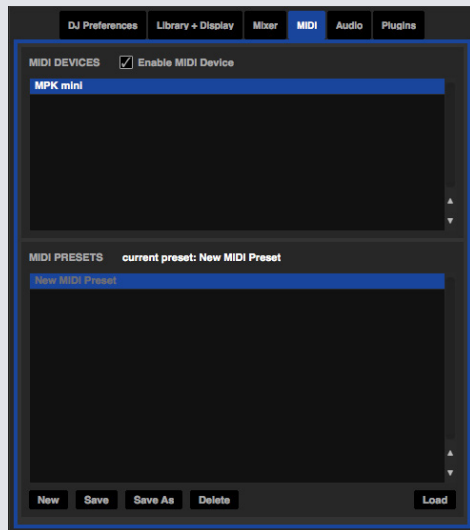 DJ Preferences Library + Display Mixer MIDI Audio Plugins
MIDI DEVICES Enable MIDI Device
MPK mini
MIDI PRESETS current preset: New MIDI Preset
New MIDI Preset
New Save Save As Delete Load